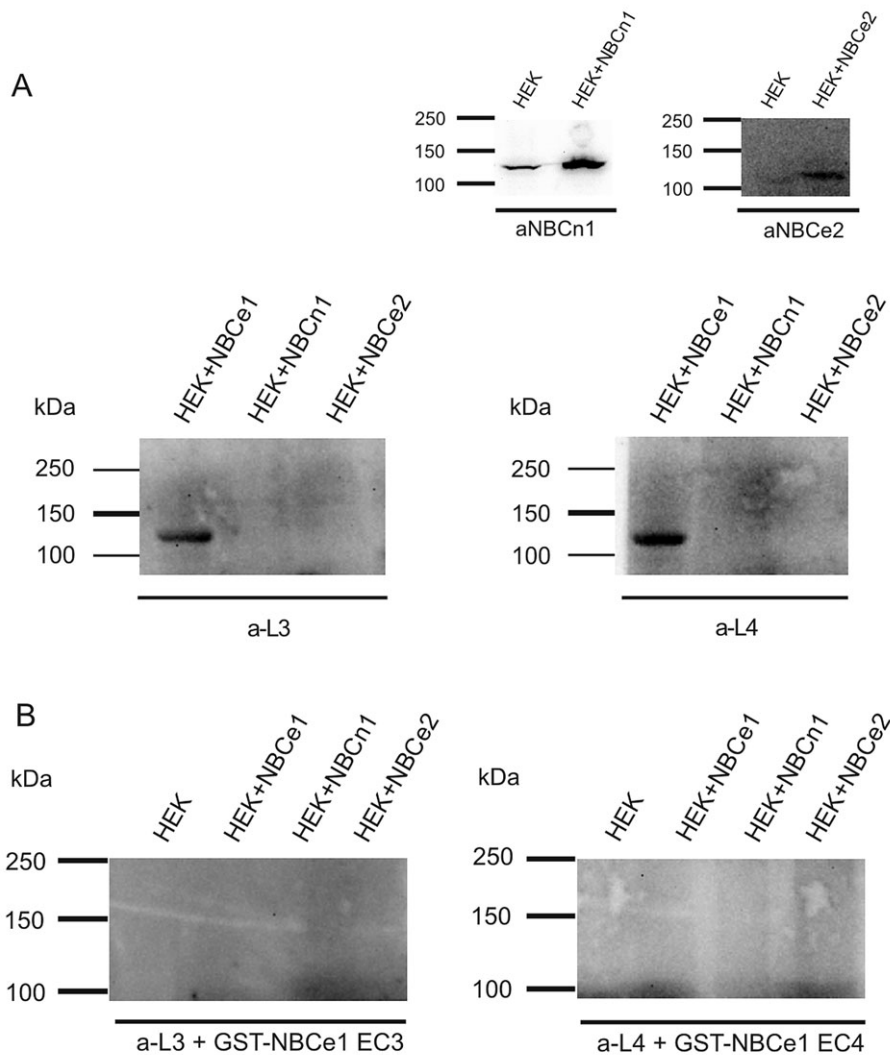 A
HEK
HEK+NBCn1
250
150
100
aNBCn1
HEK
HEK+NBCe2
250
150
100
aNBCe2
kDa
HEK+NBCe1
HEK+NBCn1
HEK+NBCe2
250
150
100
a-L3
kDa
HEK+NBCe1
HEK+NBCn1
HEK+NBCe2
250
150
100
a-L4
B
kDa
HEK
HEK+NBCe1
HEK+NBCn1
HEK+NBCe2
250
150
100
a-L3 + GST-NBCe1 EC3
kDa
HEK
HEK+NBCe1
HEK+NBCn1
HEK+NBCe2
250
150
100
a-L4 + GST-NBCe1 EC4